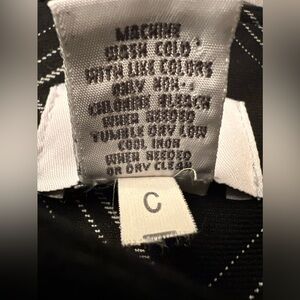 MACHINE
WASH COLD
WITH LIKE COLORS
ONLY NON-
CHLORINE BLEACH
WHEN NEEDED
TUMBLE DRY LOW
COOL IRON
WHEN NEEDED
OR DRY CLEAN
C